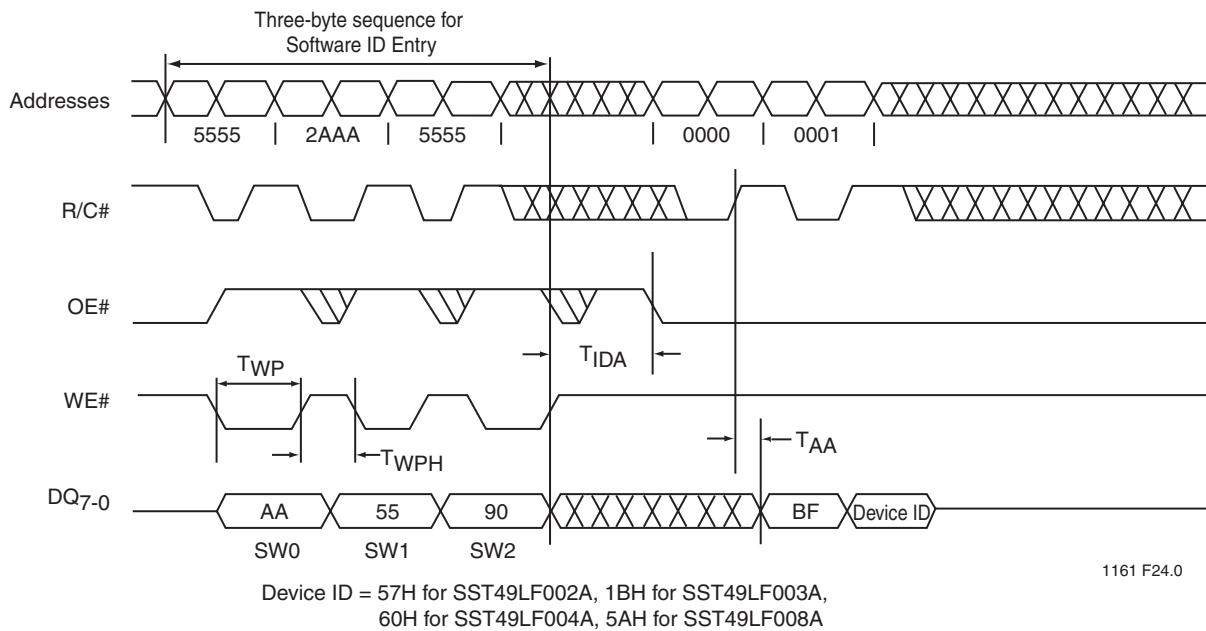 Three-byte sequence for
Software ID Entry
Addresses
5555 2AAA 5555 0000 0001
R/C#
OE#
TIDA
TWP
WE#
TAA
TWPH
DQ7-0
AA 55 90 BF Device ID
SW0 SW1 SW2
1161 F24.0
Device ID = 57H for SST49LF002A, 1BH for SST49LF003A,
60H for SST49LF004A, 5AH for SST49LF008A